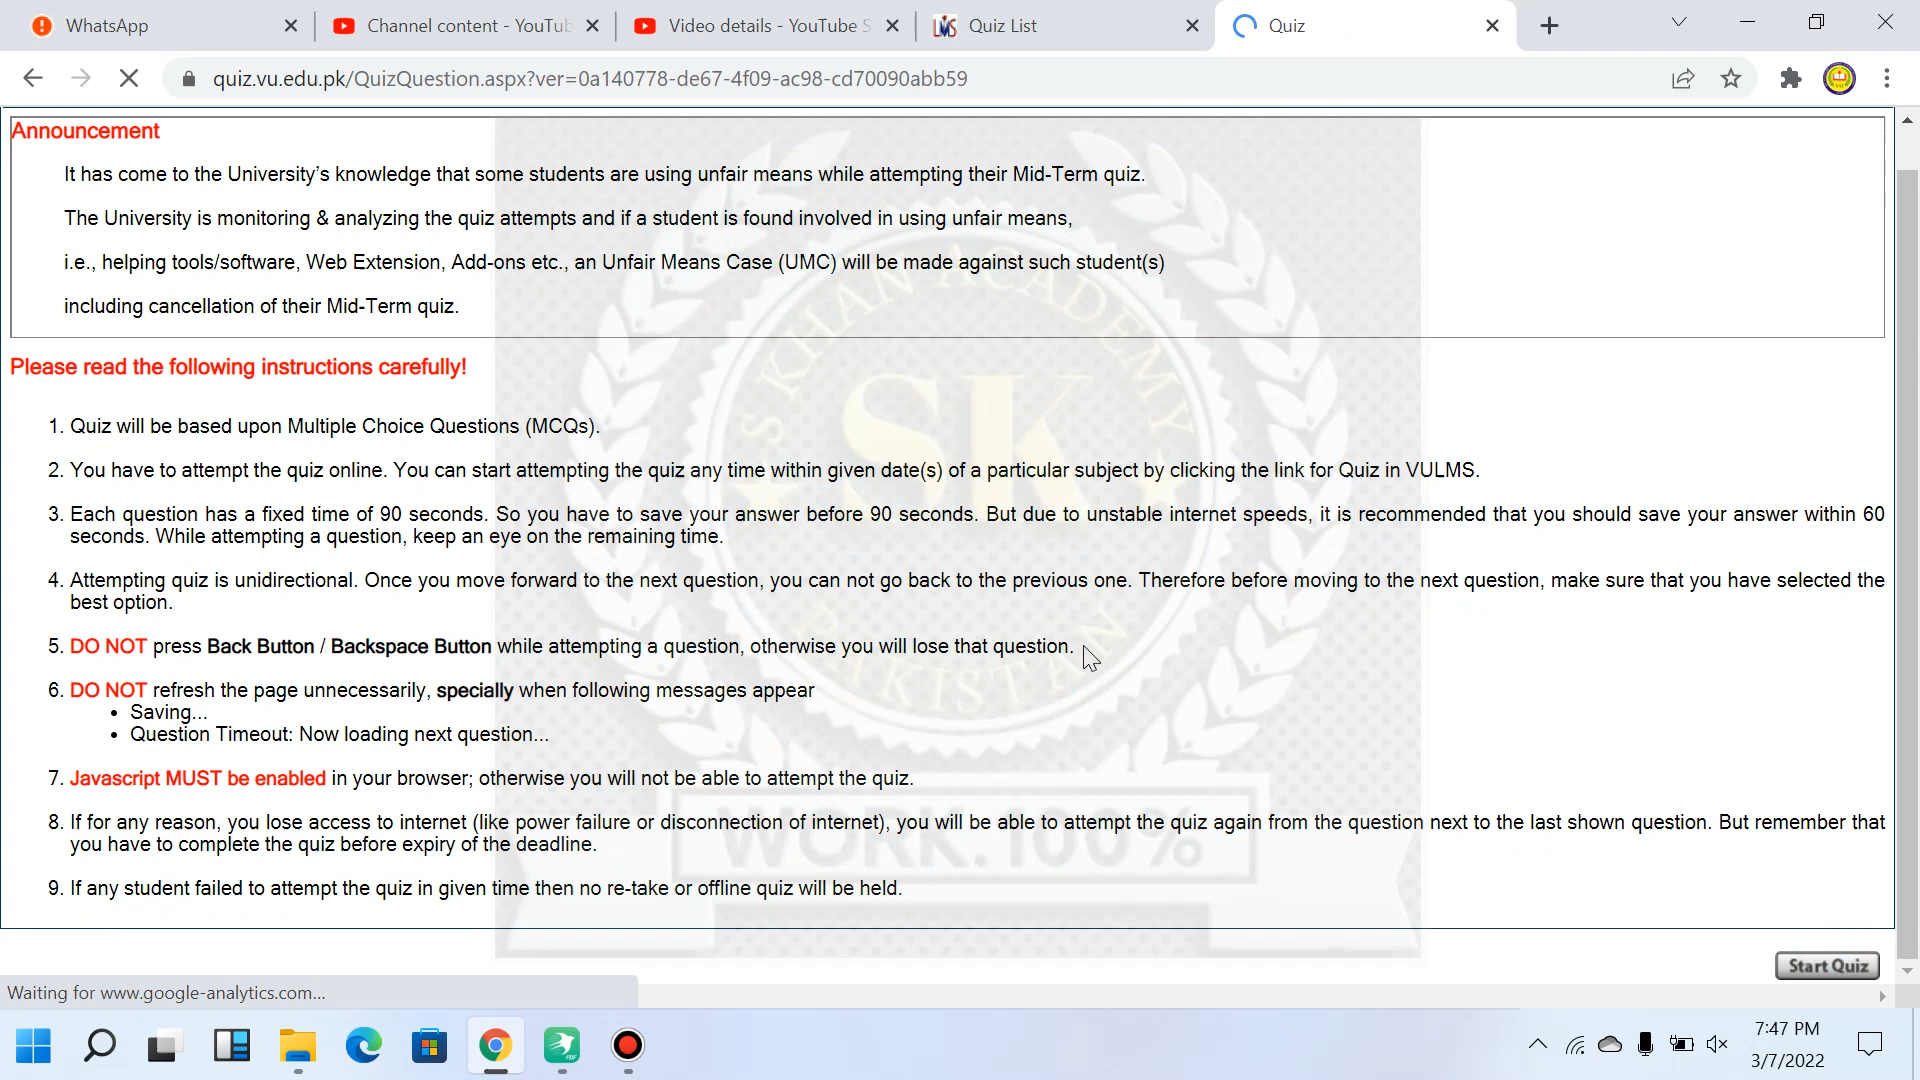 WhatsApp
Channel content - YouTub
Video details - YouTube S
Quiz List
Quiz
quiz.vu.edu.pk/QuizQuestion.aspx?ver=0a140778-de67-4f09-ac98-cd70090abb59
Announcement
It has come to the University’s knowledge that some students are using unfair means while attempting their Mid-Term quiz.
The University is monitoring & analyzing the quiz attempts and if a student is found involved in using unfair means,
i.e., helping tools/software, Web Extension, Add-ons etc., an Unfair Means Case (UMC) will be made against such student(s)
including cancellation of their Mid-Term quiz.
Please read the following instructions carefully!
1. Quiz will be based upon Multiple Choice Questions (MCQs).
2. You have to attempt the quiz online. You can start attempting the quiz any time within given date(s) of a particular subject by clicking the link for Quiz in VULMS.
3. Each question has a fixed time of 90 seconds. So you have to save your answer before 90 seconds. But due to unstable internet speeds, it is recommended that you should save your answer within 60
seconds. While attempting a question, keep an eye on the remaining time.
4. Attempting quiz is unidirectional. Once you move forward to the next question, you can not go back to the previous one. Therefore before moving to the next question, make sure that you have selected the
best option.
5. DO NOT press Back Button / Backspace Button while attempting a question, otherwise you will lose that question.
6. DO NOT refresh the page unnecessarily, specially when following messages appear
• Saving...
• Question Timeout: Now loading next question...
7. Javascript MUST be enabled in your browser; otherwise you will not be able to attempt the quiz.
8. If for any reason, you lose access to internet (like power failure or disconnection of internet), you will be able to attempt the quiz again from the question next to the last shown question. But remember that
you have to complete the quiz before expiry of the deadline.
9. If any student failed to attempt the quiz in given time then no re-take or offline quiz will be held.
S KHAN ACADEMY
SK
PAKISTAN
WORK.100%
Start Quiz
Waiting for www.google-analytics.com...
7:47 PM
3/7/2022